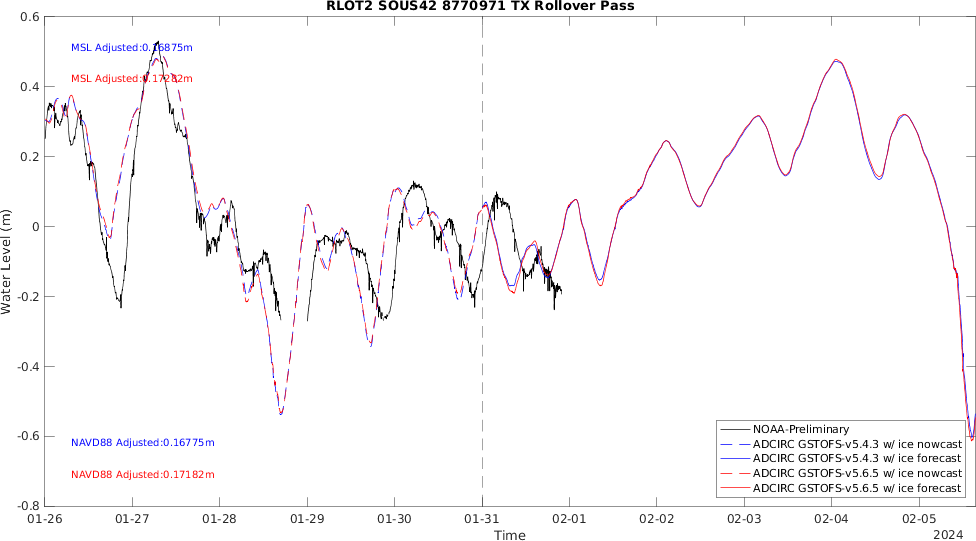 RLOT2 SOUS42 8770971 TX Rollover Pass
0.6
MSL Adjusted:0.16875m
MSL Adjusted:0.17282m
0.4
0.2
0
-0.2
-0.4
-0.6
-0.8
Water Level (m)
NAVD88 Adjusted:0.16775m
NAVD88 Adjusted:0.17182m
NOAA-Preliminary
ADCIRC GSTOFS-v5.4.3 w/ ice nowcast
ADCIRC GSTOFS-v5.4.3 w/ ice forecast
ADCIRC GSTOFS-v5.6.5 w/ ice nowcast
ADCIRC GSTOFS-v5.6.5 w/ ice forecast
01-26 01-27 01-28 01-29 01-30 01-31 02-01 02-02 02-03 02-04 02-05
Time
2024